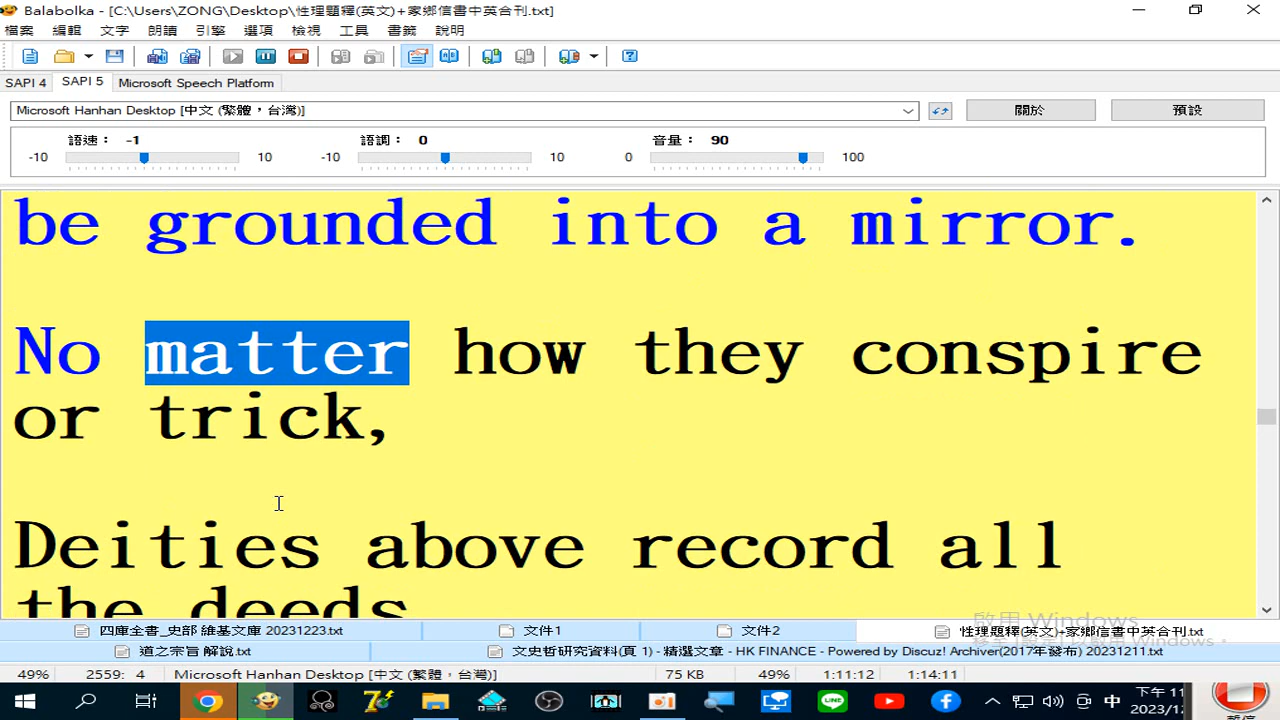 Balabolka - [C:\Users\ZONG\Desktop\性理題釋(英文)+家鄉信書中英合刊.txt]
檔案 編輯 文字 朗讀 引擎 選項 檢視 工具 書籤 說明
SAPI 4 SAPI 5 Microsoft Speech Platform
Microsoft Hanhan Desktop [中文 (繁體，台灣)] 關於 預設
語速： -1 語調： 0 音量： 90
-10 10 -10 10 0 100
be grounded into a mirror.
No matter how they conspire
or trick,
Deities above record all
the deeds
啟用 Windows
四庫全書_史部 維基文庫 20231223.txt 文件1 文件2 性理題釋(英文)+家鄉信書中英合刊.txt
道之宗旨 解說.txt 文史哲研究資料(頁 1) - 精選文章 - HK FINANCE - Powered by Discuz! Archiver(2017年發布) 20231211.txt
49% 2559: 4 Microsoft Hanhan Desktop [中文 (繁體，台灣)] 75 KB 49% 1:11:12 1:14:11
中 下午 11
2023/12